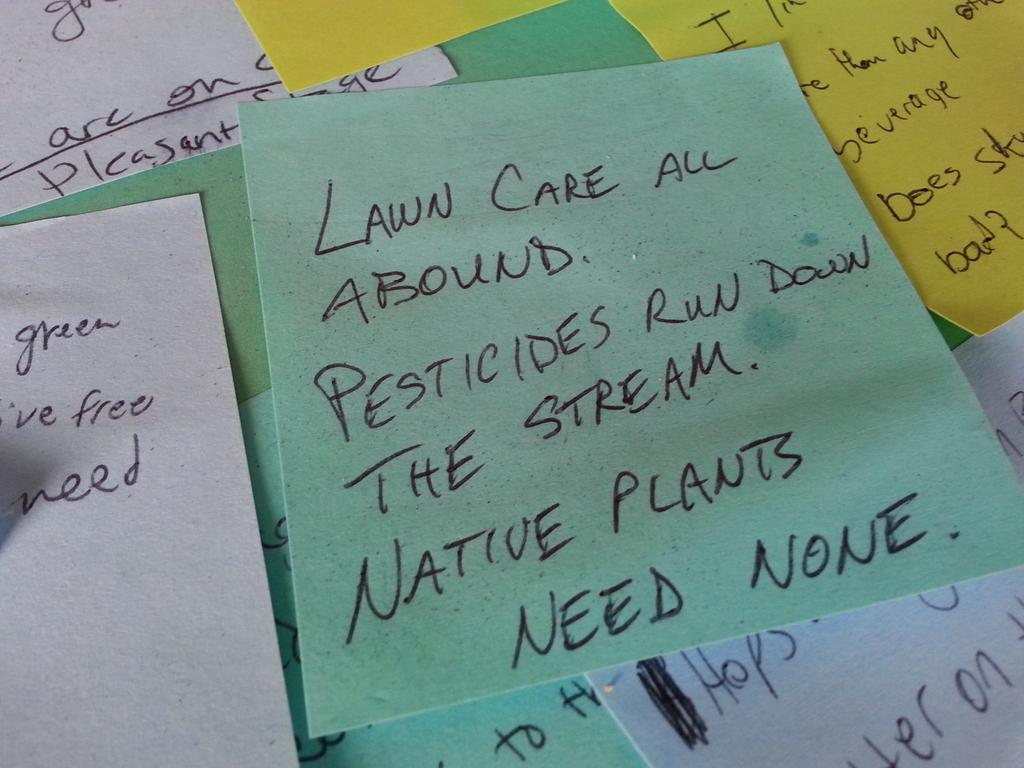 are on
Pleasant
green
free
need
LAWN CARE ALL
ABOUND.
PESTICIDES RUN DOWN
THE STREAM.
NATIVE PLANTS
NEED NONE.
I
than any
beverage
Does
bad?
to
Hops
on